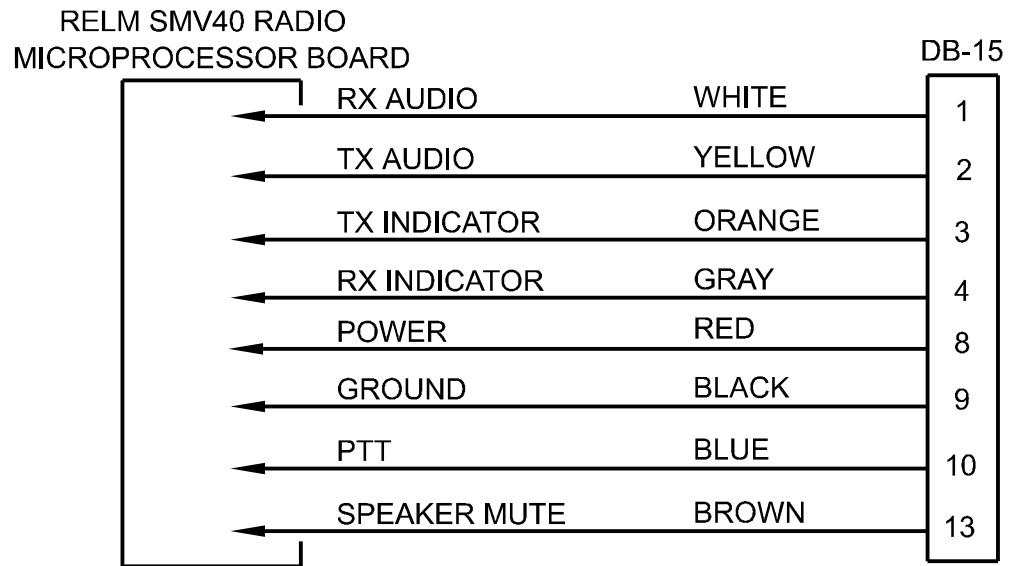 RELM SMV40 RADIO
MICROPROCESSOR BOARD
DB-15
RX AUDIO WHITE 1
TX AUDIO YELLOW 2
TX INDICATOR ORANGE 3
RX INDICATOR GRAY 4
POWER RED 8
GROUND BLACK 9
PTT BLUE 10
SPEAKER MUTE BROWN 13